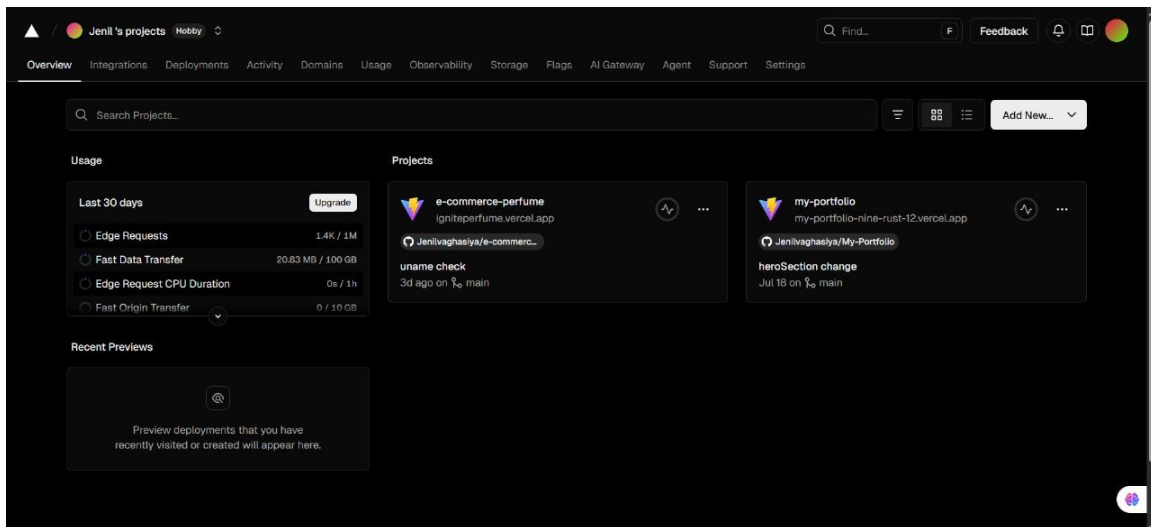 Jenil 's projects Hobby
Find... F Feedback
Overview Integrations Deployments Activity Domains Usage Observability Storage Flags AI Gateway Agent Support Settings
Search Projects...
Add New...
Usage
Last 30 days Upgrade
Edge Requests 1.4K / 1M
Fast Data Transfer 20.83 MB / 100 GB
Edge Request CPU Duration 0s / 1h
Fast Origin Transfer 0 / 10 GB
Recent Previews
Preview deployments that you have
recently visited or created will appear here.
Projects
e-commerce-perfume
igniteperfume.vercel.app
Jenilvaghasiya/e-commerc...
uname check
3d ago on main
my-portfolio
my-portfolio-nine-rust-12.vercel.app
Jenilvaghasiya/My-Portfolio
heroSection change
Jul 18 on main